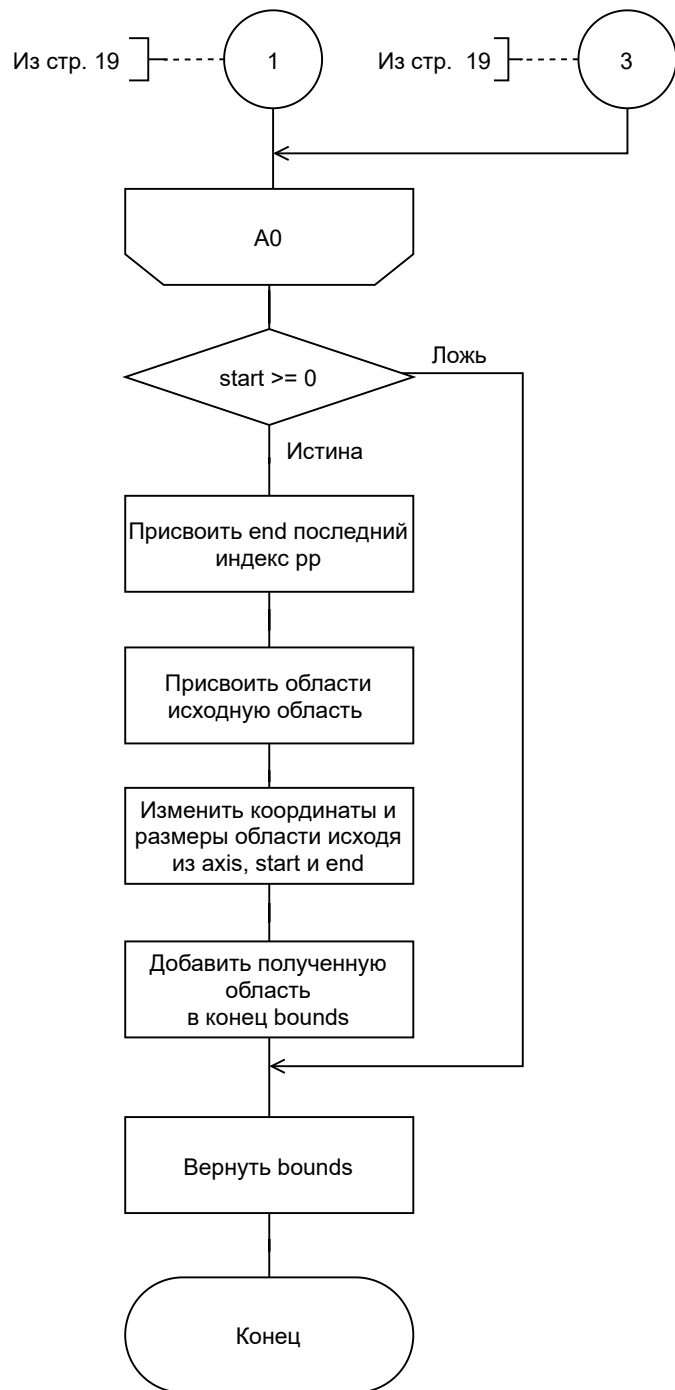 Из стр. 19
1
Из стр. 19
3
A0
start >= 0
Ложь
Истина
Присвоить end последний
индекс pp
Присвоить области
исходную область
Изменить координаты и
размеры области исходя
из axis, start и end
Добавить полученную
область
в конец bounds
Вернуть bounds
Конец